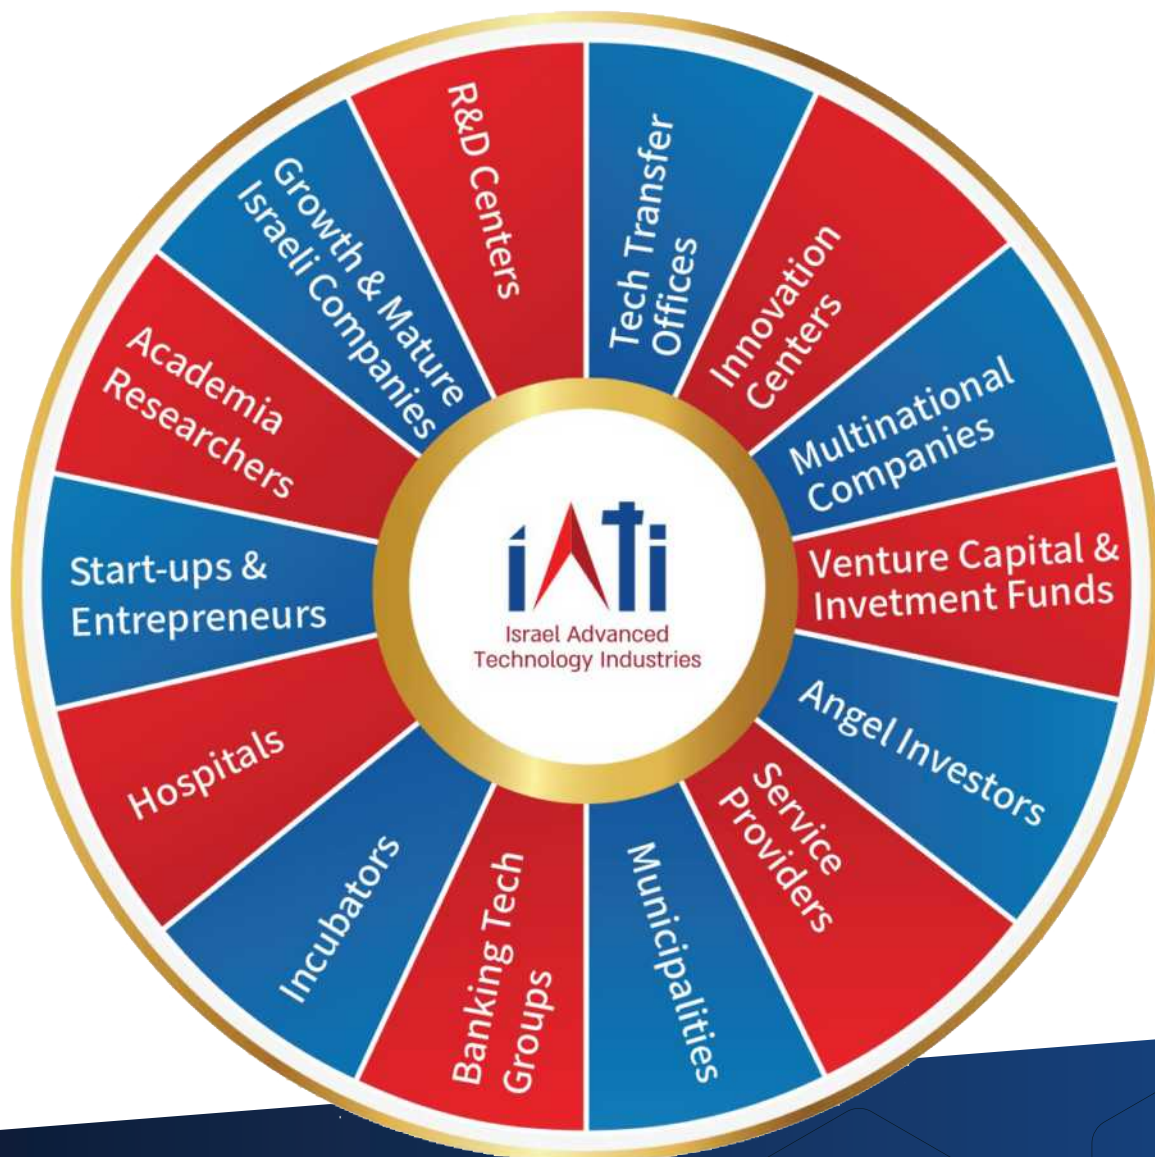 R&D Centers
Tech Transfer
Offices
Innovation
Centers
Multinational
Companies
Venture Capital &
Invetment Funds
Angel Investors
Service
Providers
Municipalities
Banking Tech
Groups
Incubators
Hospitals
Start-ups &
Entrepreneurs
Academia
Researchers
Growth & Mature
Israeli Companies
iATi
Israel Advanced
Technology Industries